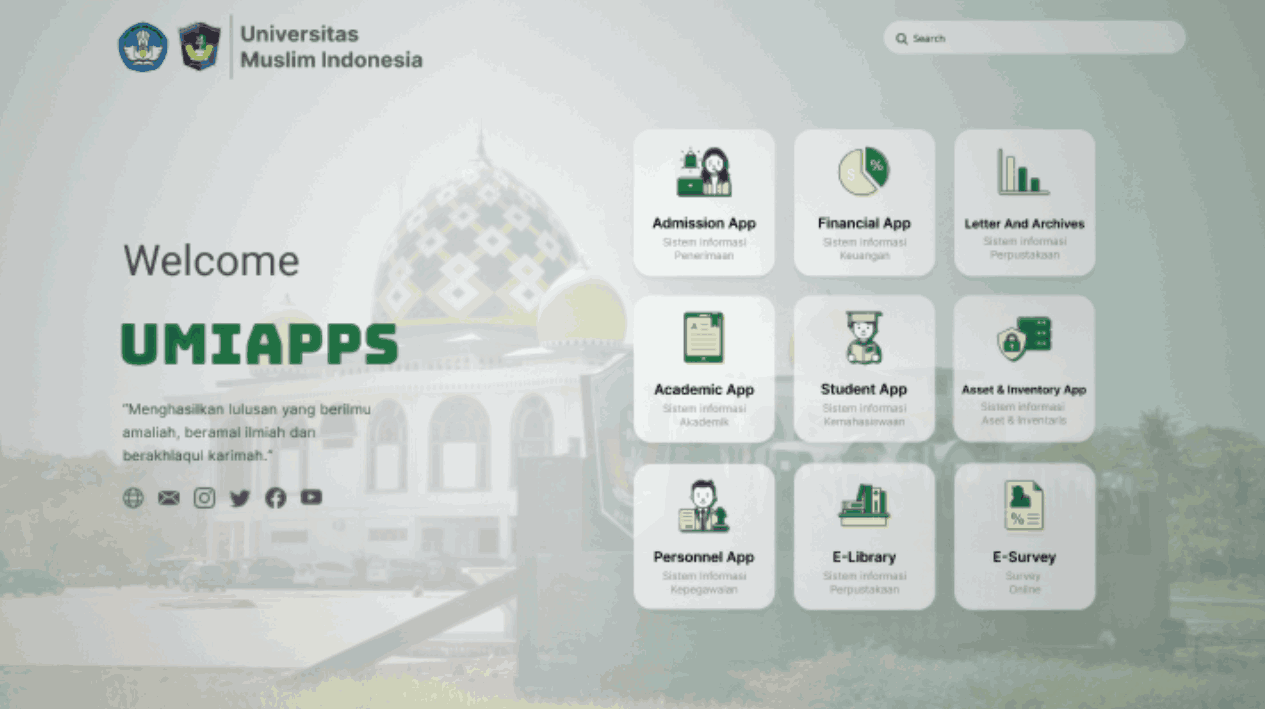 Universitas
Muslim Indonesia
Search
Welcome
UMIAPPS
"Menghasilkan lulusan yang berilmu
amaliah, beramal ilmiah dan
berakhlaqul karimah."
Admission App
Sistem Informasi
Penerimaan
Financial App
Sistem Informasi
Keuangan
Letter And Archives
Sistem Informasi
Perpustakaan
Academic App
Sistem Informasi
Akademik
Student App
Sistem Informasi
Kemahasiswaan
Asset & Inventory App
Sistem Informasi
Aset & Inventaris
Personnel App
Sistem Informasi
Kepegawaian
E-Library
Sistem Informasi
Perpustakaan
E-Survey
Survey
Online